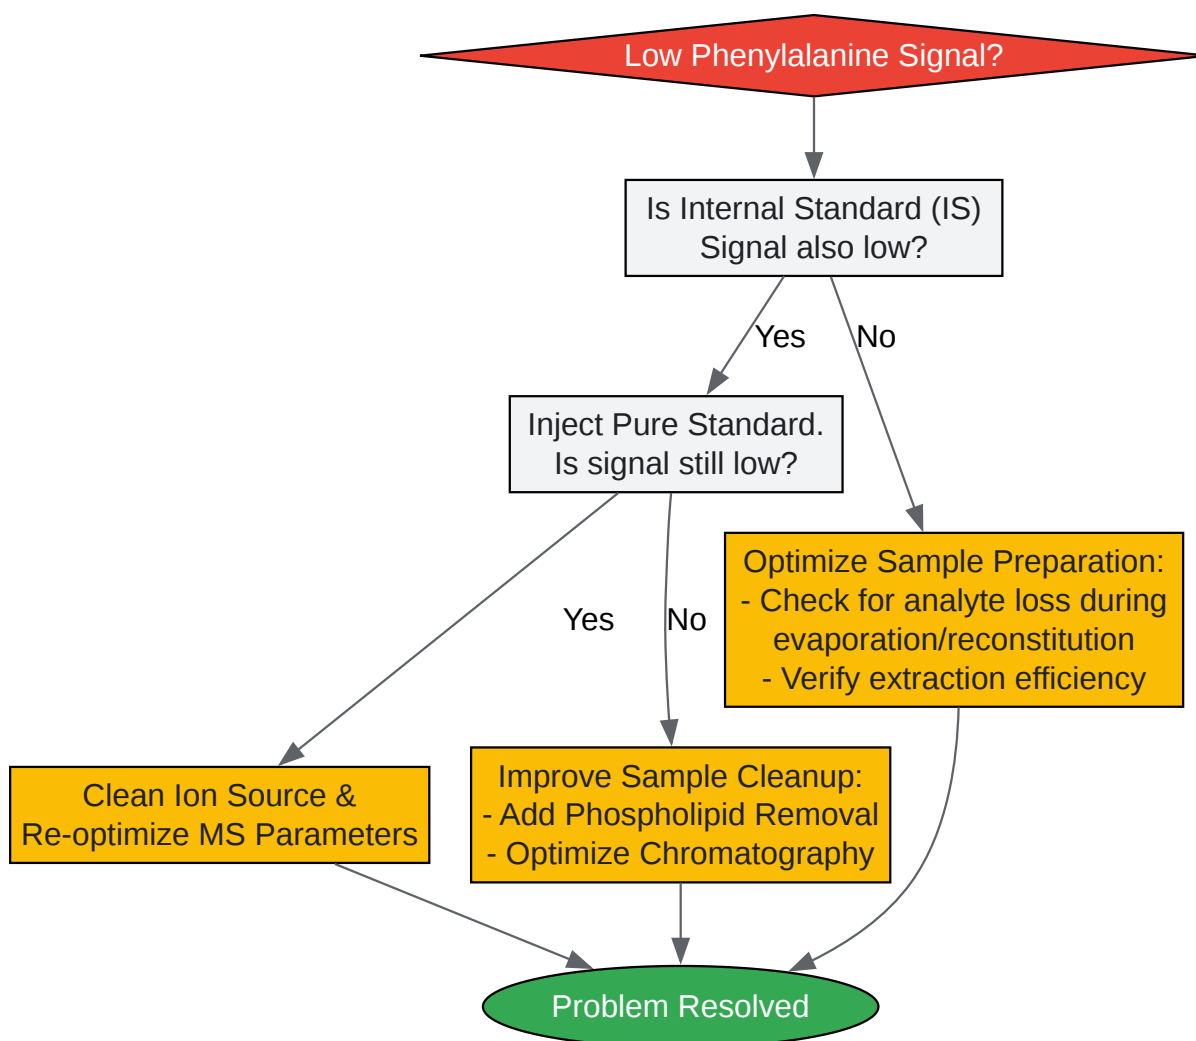 Low Phenylalanine Signal?
Is Internal Standard (IS)
Signal also low?
Yes
No
Inject Pure Standard.
Is signal still low?
Optimize Sample Preparation:
- Check for analyte loss during
evaporation/reconstitution
- Verify extraction efficiency
Yes
No
Clean Ion Source &
Re-optimize MS Parameters
Improve Sample Cleanup:
- Add Phospholipid Removal
- Optimize Chromatography
Problem Resolved